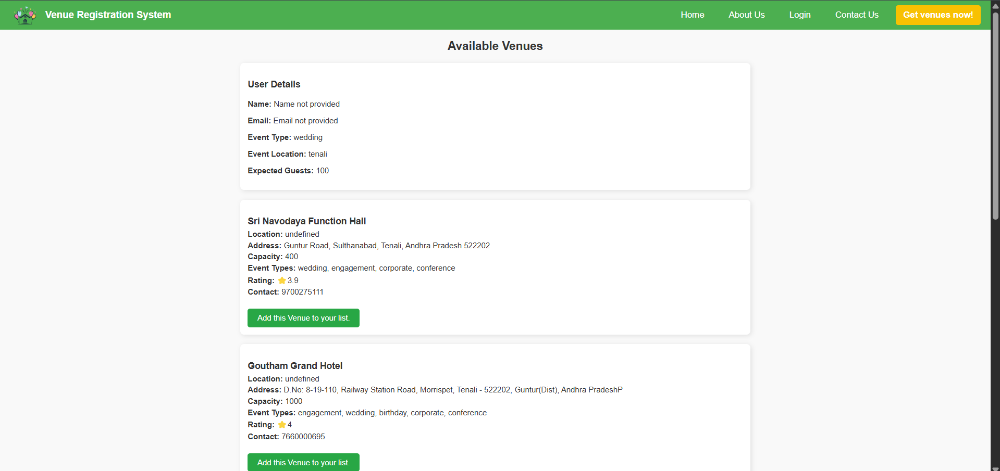 Venue Registration System
Home
About Us
Login
Contact Us
Get venues now!
Available Venues
User Details
Name: Name not provided
Email: Email not provided
Event Type: wedding
Event Location: tenali
Expected Guests: 100
Sri Navodaya Function Hall
Location: undefined
Address: Guntur Road, Sulthanabad, Tenali, Andhra Pradesh 522202
Capacity: 400
Event Types: wedding, engagement, corporate, conference
Rating: ⭐3.9
Contact: 9700275111
Add this Venue to your list.
Goutham Grand Hotel
Location: undefined
Address: D.No: 8-19-110, Railway Station Road, Morrispet, Tenali - 522202, Guntur(Dist), Andhra PradeshP
Capacity: 1000
Event Types: engagement, wedding, birthday, corporate, conference
Rating: ⭐4
Contact: 7660000695
Add this Venue to your list.